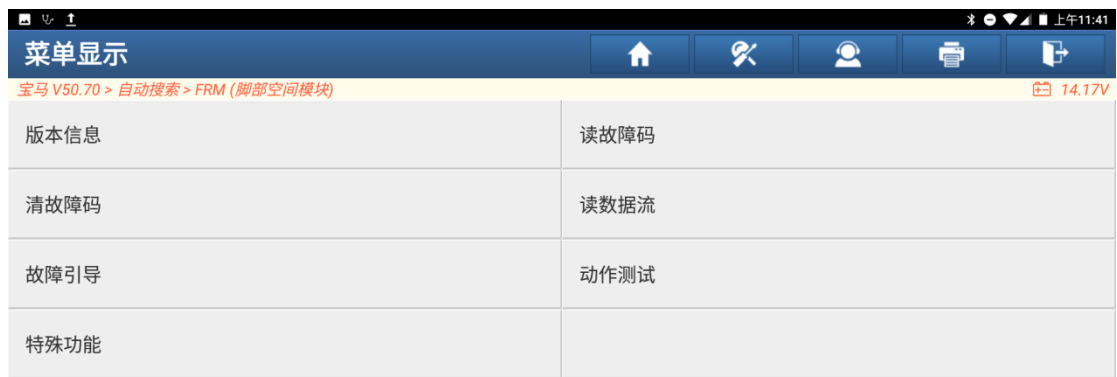 上午11:41
菜单显示
宝马 V50.70 > 自动搜索 > FRM (脚部空间模块)
14.17V
版本信息
读故障码
清故障码
读数据流
故障引导
动作测试
特殊功能